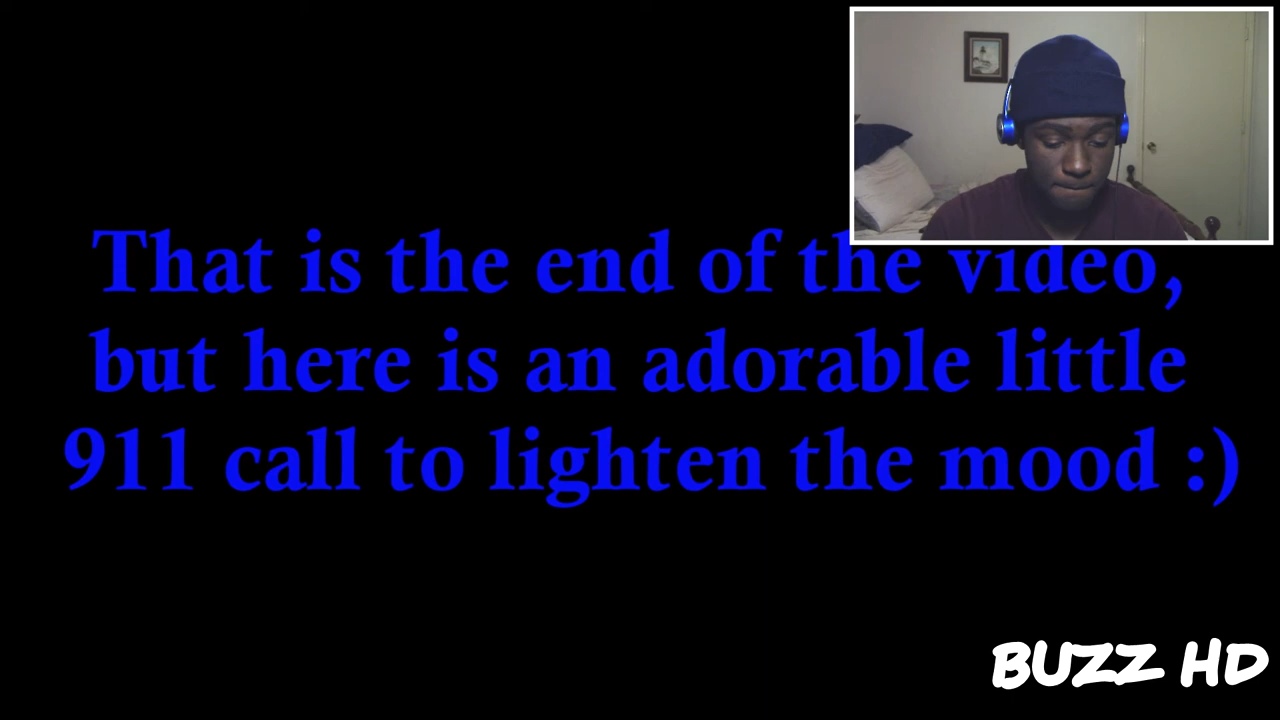 That is the end of the video,
but here is an adorable little
911 call to lighten the mood :)
BUZZ HD